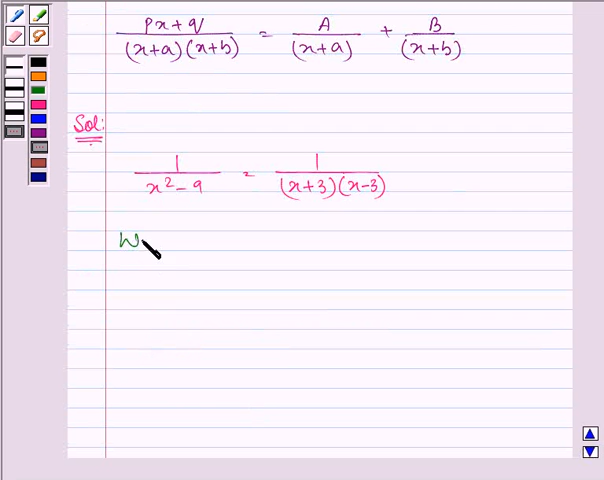 px+q/(x+a)(x+b) = A/(x+a) + B/(x+b)
Sol:
1/x²-9 = 1/(x+3)(x-3)
W